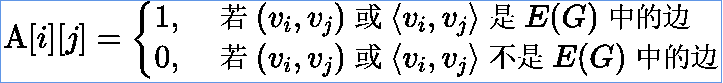 A[i][j] = { 1, 若 (v_i, v_j) 或 ⟨v_i, v_j⟩ 是 E(G) 中的边
0, 若 (v_i, v_j) 或 ⟨v_i, v_j⟩ 不是 E(G) 中的边